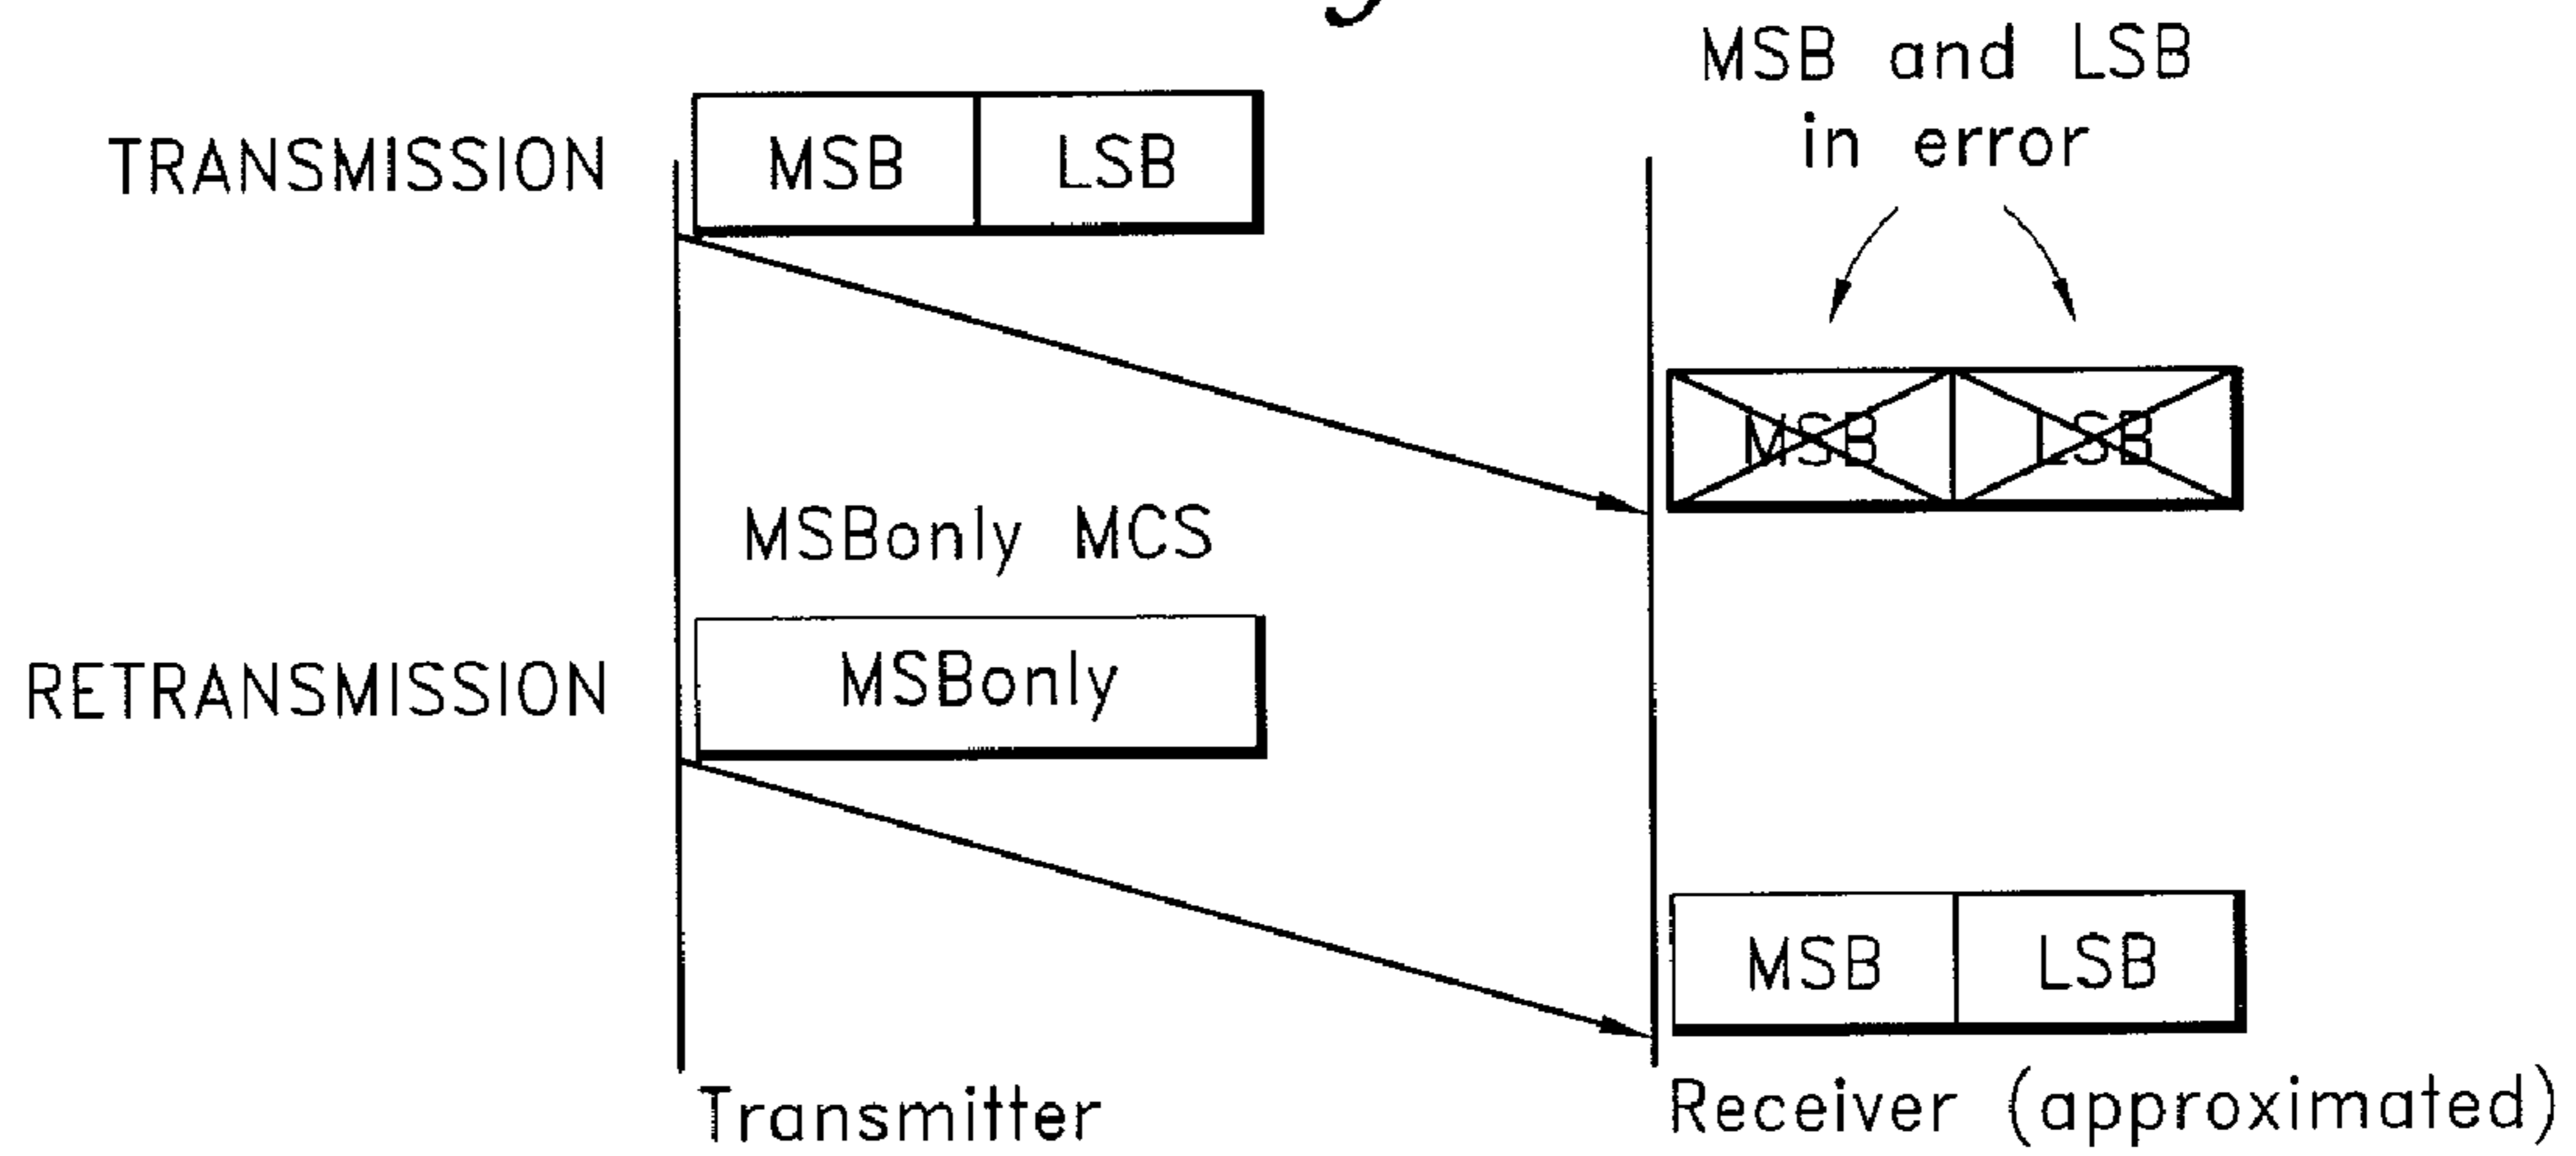 MSB and LSB
in error
TRANSMISSION
MSB LSB
MSB LSB
MSBonly MCS
RETRANSMISSION
MSBonly
MSB LSB
Transmitter
Receiver (approximated)